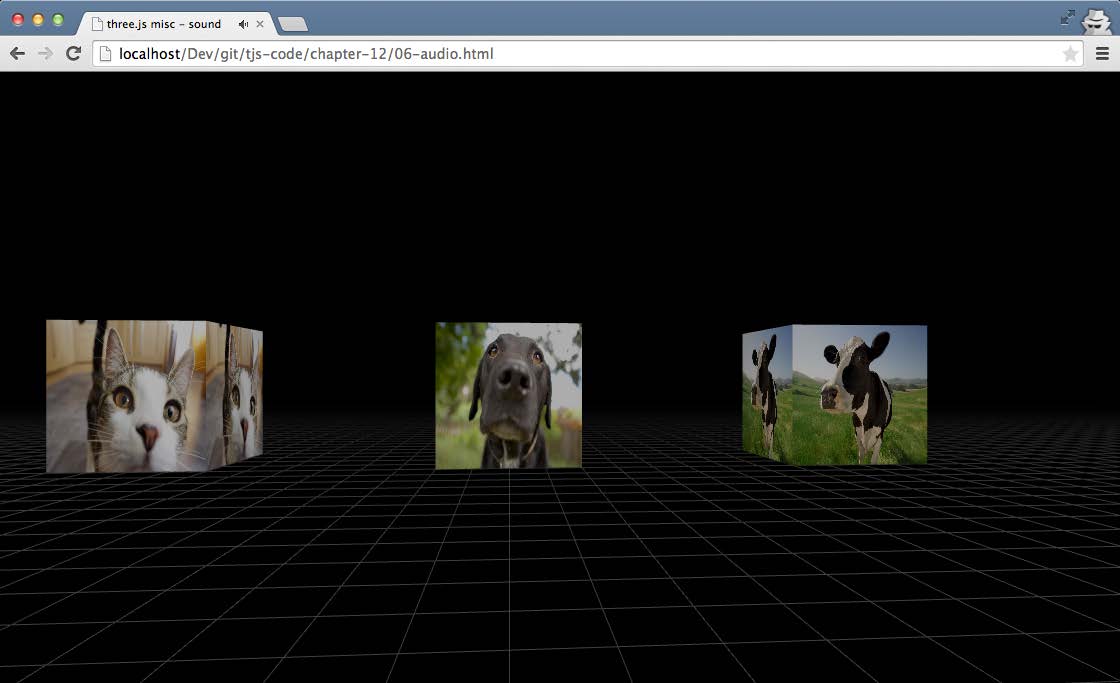 three.js misc – sound
localhost/Dev/git/tjs-code/chapter-12/06-audio.html